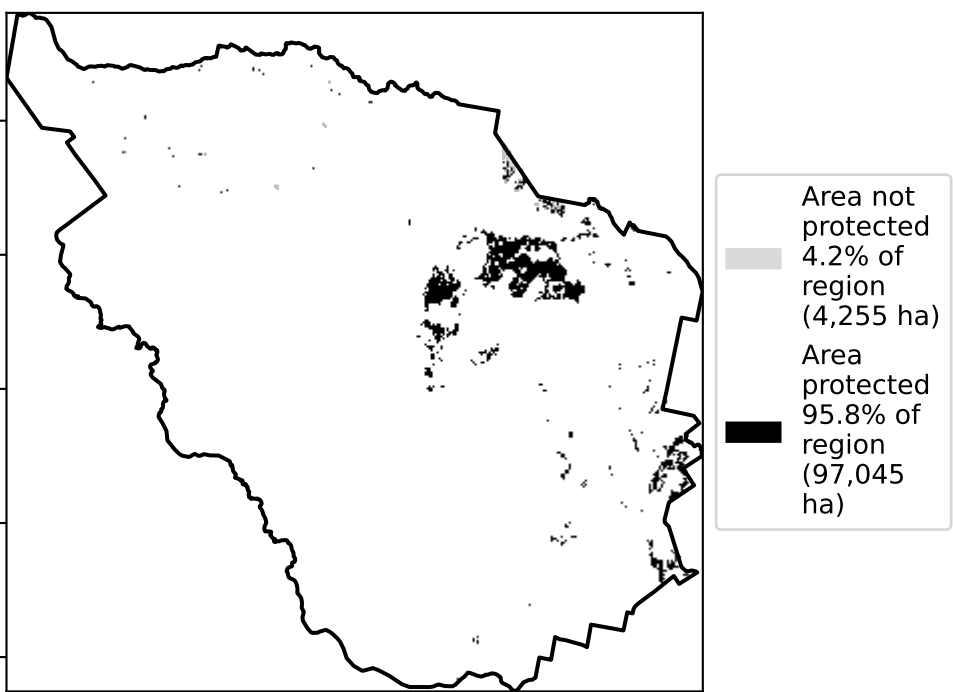 Area not
protected
4.2% of
region
(4,255 ha)
Area
protected
95.8% of
region
(97,045
ha)